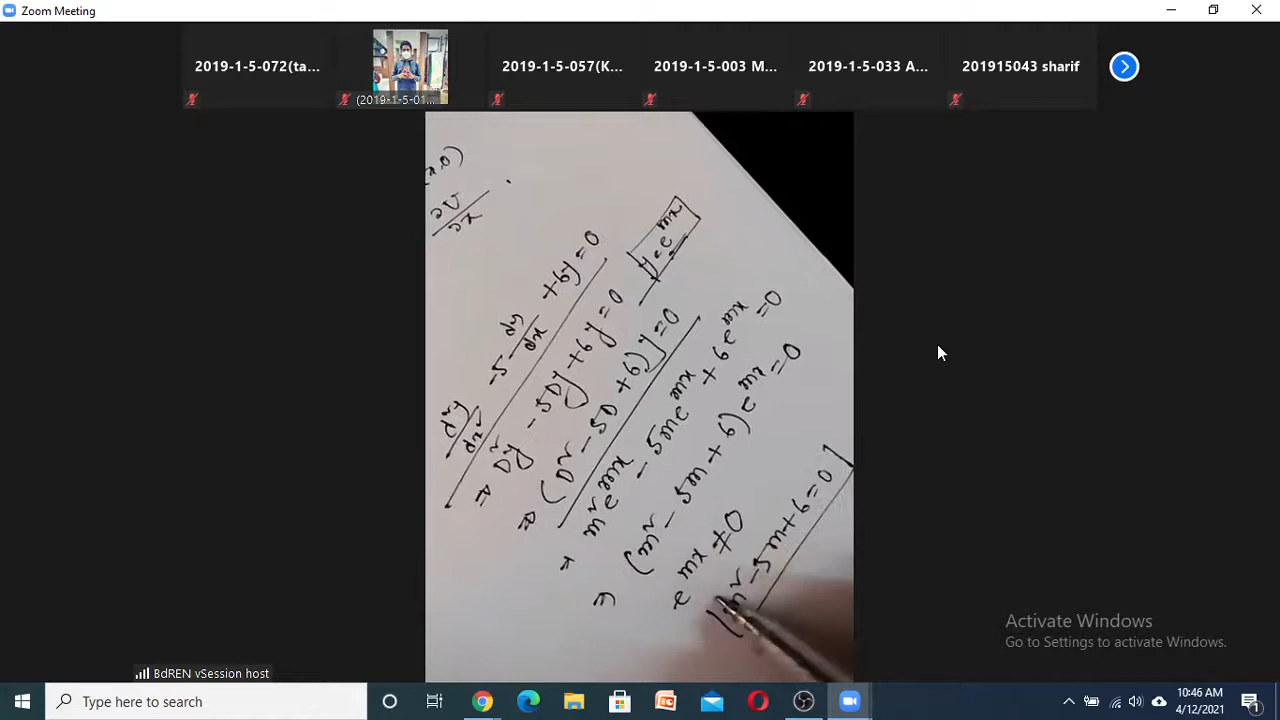 Zoom Meeting
2019-1-5-072(ta...
(2019-1-5-01...
2019-1-5-057(K...
2019-1-5-003 M...
2019-1-5-033 A...
201915043 sharif
∂U/∂x
d²y/dx² -5 dy/dx +6y=0
D²y - 5Dy+6y=0
(D² - 5D +6)y=0
y=e^mx
m²e^mx - 5me^mx + 6e^mx =0
(m² - 5m + 6)e^mx =0
e^mx ≠0
m² -5m+6=0
Activate Windows
Go to Settings to activate Windows.
BdREN vSession host
Type here to search
10:46 AM
4/12/2021
1